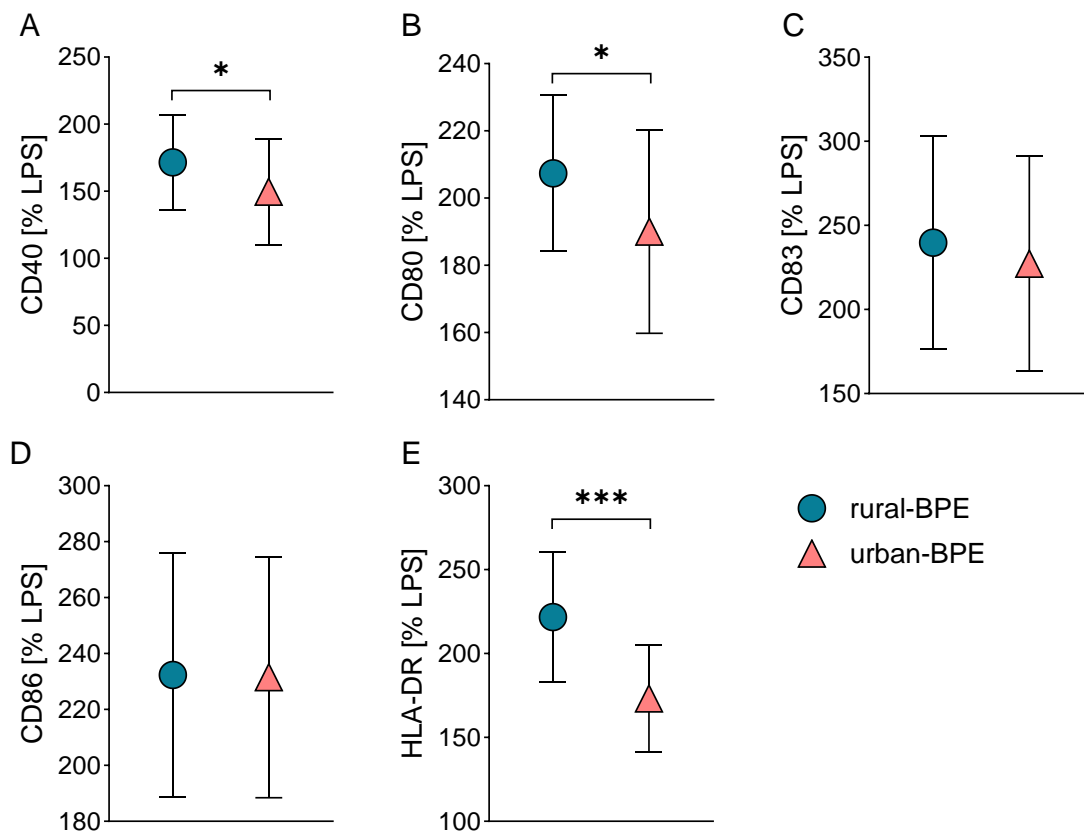 A
CD40 [% LPS]
250
200
150
100
50
0
*
B
CD80 [% LPS]
240
220
200
180
160
140
*
C
CD83 [% LPS]
350
300
250
200
150
D
CD86 [% LPS]
300
280
260
240
220
200
180
E
HLA-DR [% LPS]
300
250
200
150
100
***
rural-BPE
urban-BPE